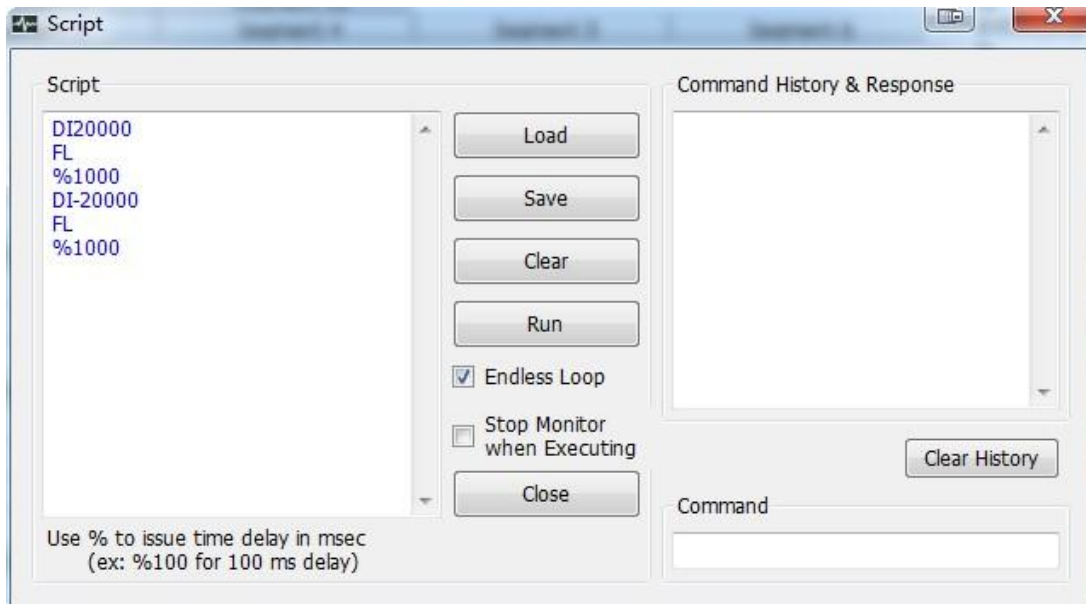 Script
Script
DI20000
FL
%1000
DI-20000
FL
%1000
Load
Save
Clear
Run
Endless Loop
Stop Monitor
when Executing
Close
Use % to issue time delay in msec
(ex: %100 for 100 ms delay)
Command History & Response
Clear History
Command